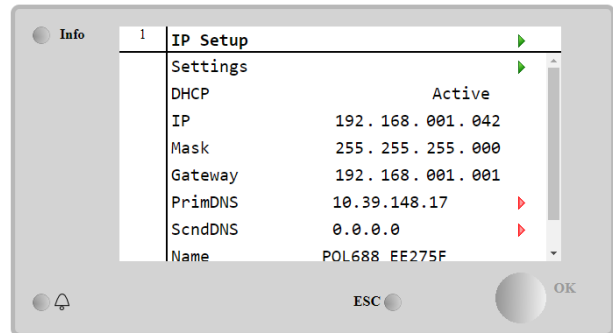 Info
1 IP Setup
Settings
DHCP Active
IP 192.168.001.042
Mask 255.255.255.000
Gateway 192.168.001.001
PrimDNS 10.39.148.17
ScndDNS 0.0.0.0
Name POL688_EE275F
ESC
OK